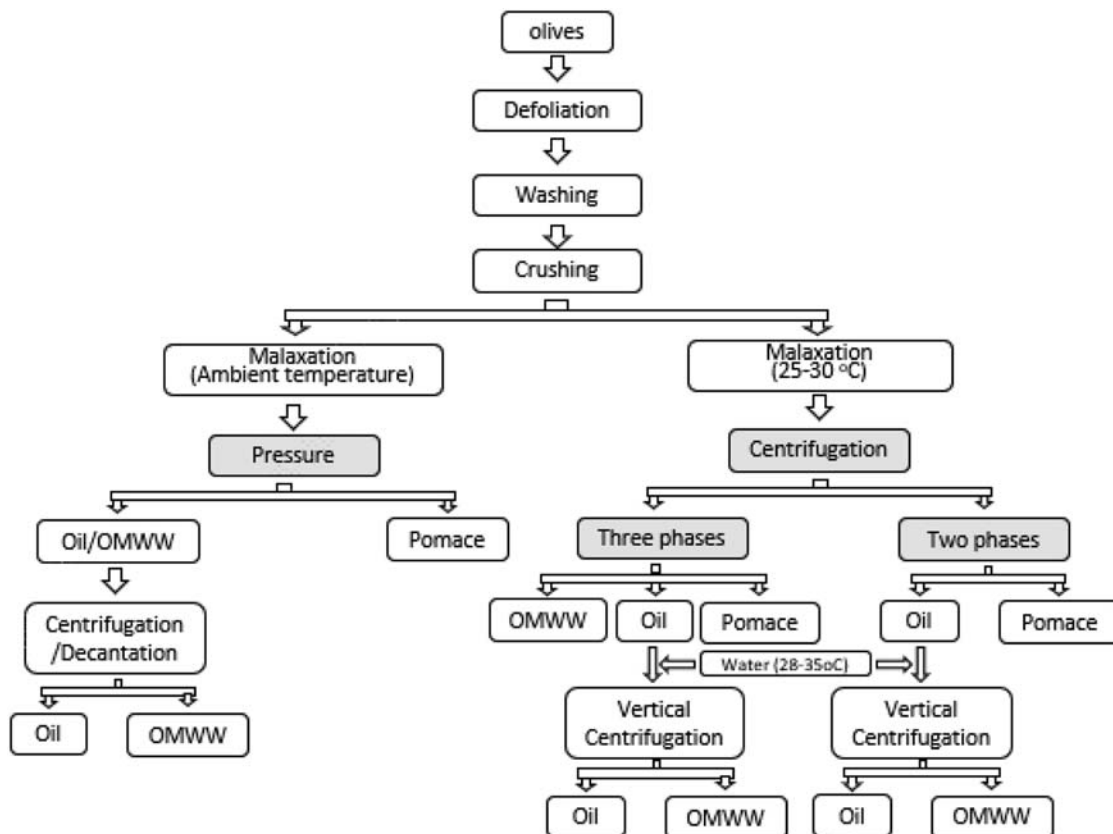 olives
Defoliation
Washing
Crushing
Malaxation
(Ambient temperature)
Malaxation
(25-30 ºC)
Pressure
Centrifugation
Oil/OMWW
Pomace
Three phases
Two phases
Centrifugation
/Decantation
OMWW
Oil
Pomace
Oil
Pomace
Water (28-35oC)
Oil
OMWW
Vertical
Centrifugation
Vertical
Centrifugation
Oil
OMWW
Oil
OMWW